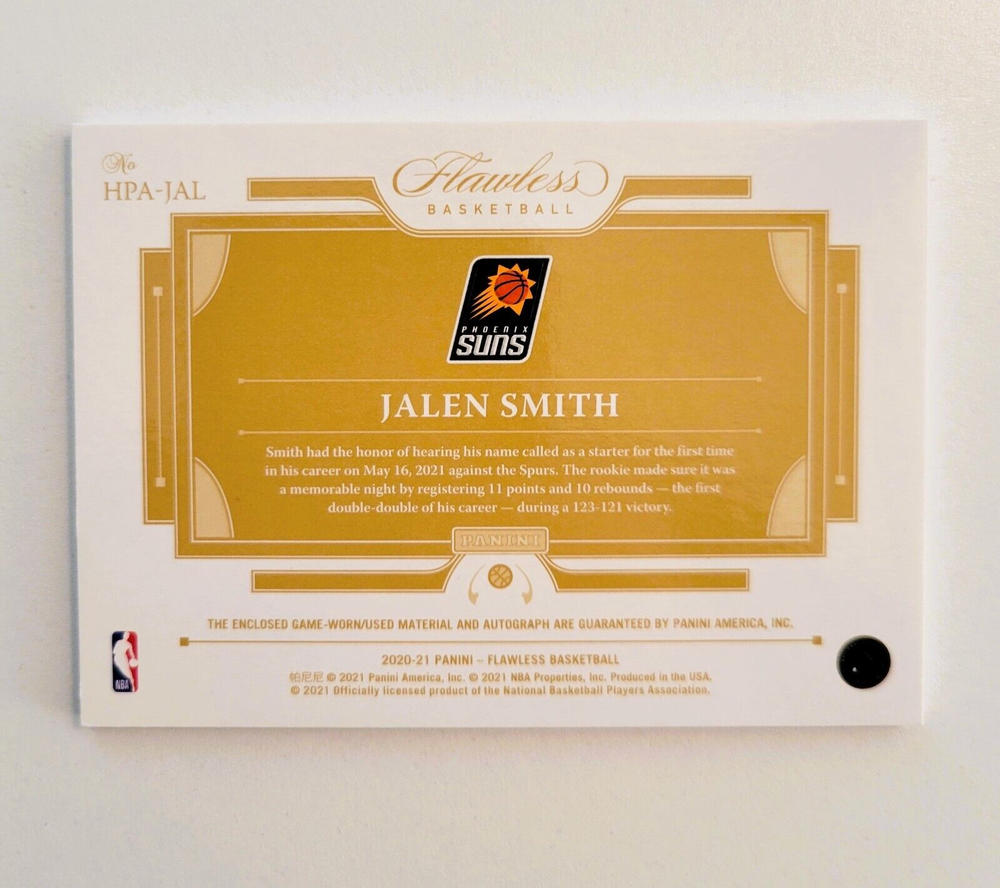 No
HPA-JAL
Flawless
BASKETBALL
PHOENIX
SUNS
JALEN SMITH
Smith had the honor of hearing his name called as a starter for the first time
in his career on May 16, 2021 against the Spurs. The rookie made sure it was
a memorable night by registering 11 points and 10 rebounds — the first
double-double of his career — during a 123-121 victory.
PANINI
THE ENCLOSED GAME-WORN/USED MATERIAL AND AUTOGRAPH ARE GUARANTEED BY PANINI AMERICA, INC.
2020-21 PANINI – FLAWLESS BASKETBALL
帕尼尼 © 2021 Panini America, Inc. © 2021 NBA Properties, Inc. Produced in the USA.
© 2021 Officially licensed product of the National Basketball Players Association.
NBA